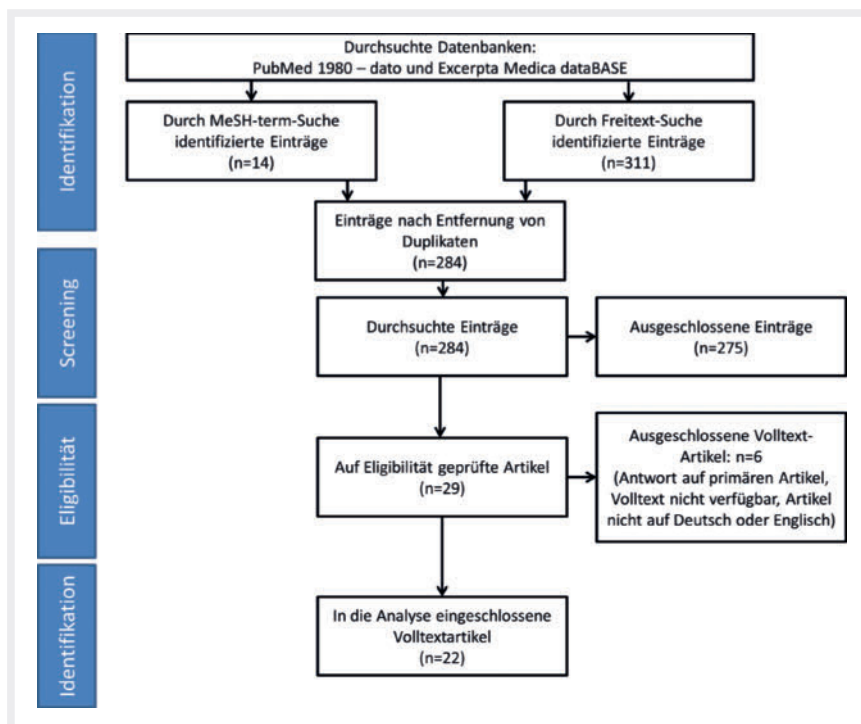 Identifikation
Durchsuchte Datenbanken:
PubMed 1980 – dato und Excerpta Medica dataBASE
Durch MeSH-term-Suche
identifizierte Einträge
(n=14)
Durch Freitext-Suche
identifizierte Einträge
(n=311)
Einträge nach Entfernung von
Duplikaten
(n=284)
Screening
Durchsuchte Einträge
(n=284)
Ausgeschlossene Einträge
(n=275)
Eligibilität
Auf Eligibilität geprüfte Artikel
(n=29)
Ausgeschlossene Volltext-
Artikel: n=6
(Antwort auf primären Artikel,
Volltext nicht verfügbar, Artikel
nicht auf Deutsch oder Englisch)
Identifikation
In die Analyse eingeschlossene
Volltextartikel
(n=22)